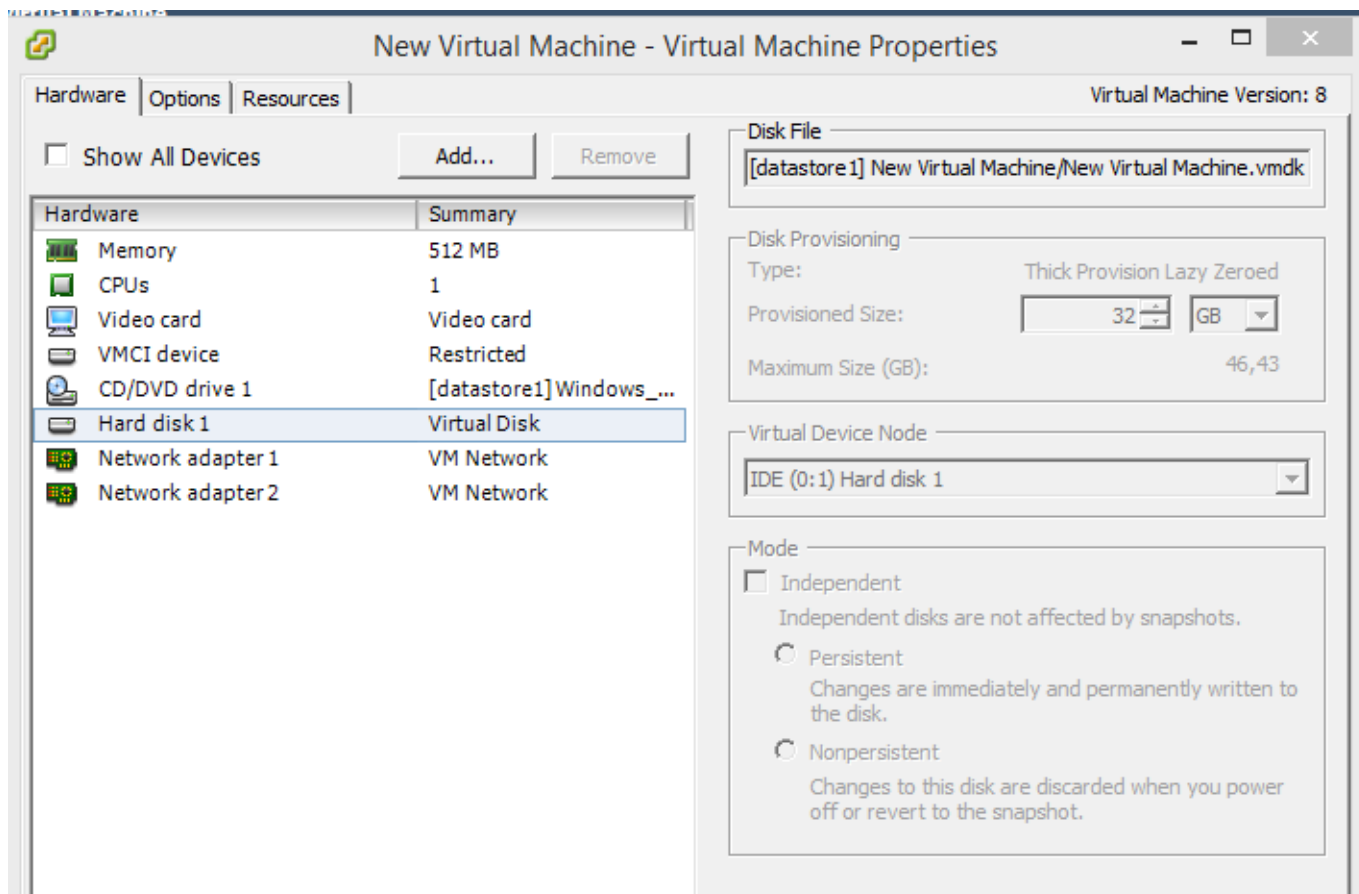 Virtual Machine
New Virtual Machine - Virtual Machine Properties
Hardware Options Resources Virtual Machine Version: 8
Show All Devices Add... Remove
Hardware Summary
Memory 512 MB
CPUs 1
Video card Video card
VMCI device Restricted
CD/DVD drive 1 [datastore1] Windows_...
Hard disk 1 Virtual Disk
Network adapter 1 VM Network
Network adapter 2 VM Network
Disk File
[datastore1] New Virtual Machine/New Virtual Machine.vmdk
Disk Provisioning
Type: Thick Provision Lazy Zeroed
Provisioned Size: 32 GB
Maximum Size (GB): 46,43
Virtual Device Node
IDE (0:1) Hard disk 1
Mode
Independent
Independent disks are not affected by snapshots.
Persistent
Changes are immediately and permanently written to
the disk.
Nonpersistent
Changes to this disk are discarded when you power
off or revert to the snapshot.